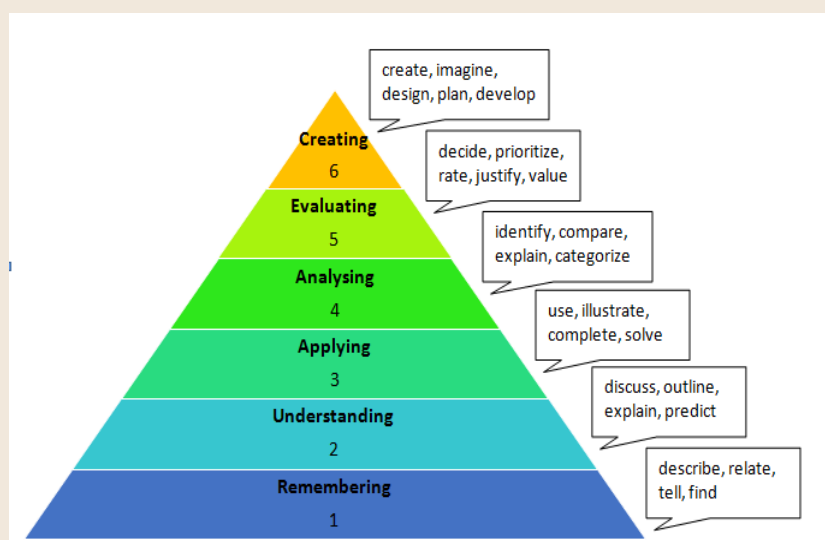 create, imagine,
design, plan, develop
Creating
6
decide, prioritize,
rate, justify, value
Evaluating
5
identify, compare,
explain, categorize
Analysing
4
use, illustrate,
complete, solve
Applying
3
discuss, outline,
explain, predict
Understanding
2
describe, relate,
tell, find
Remembering
1